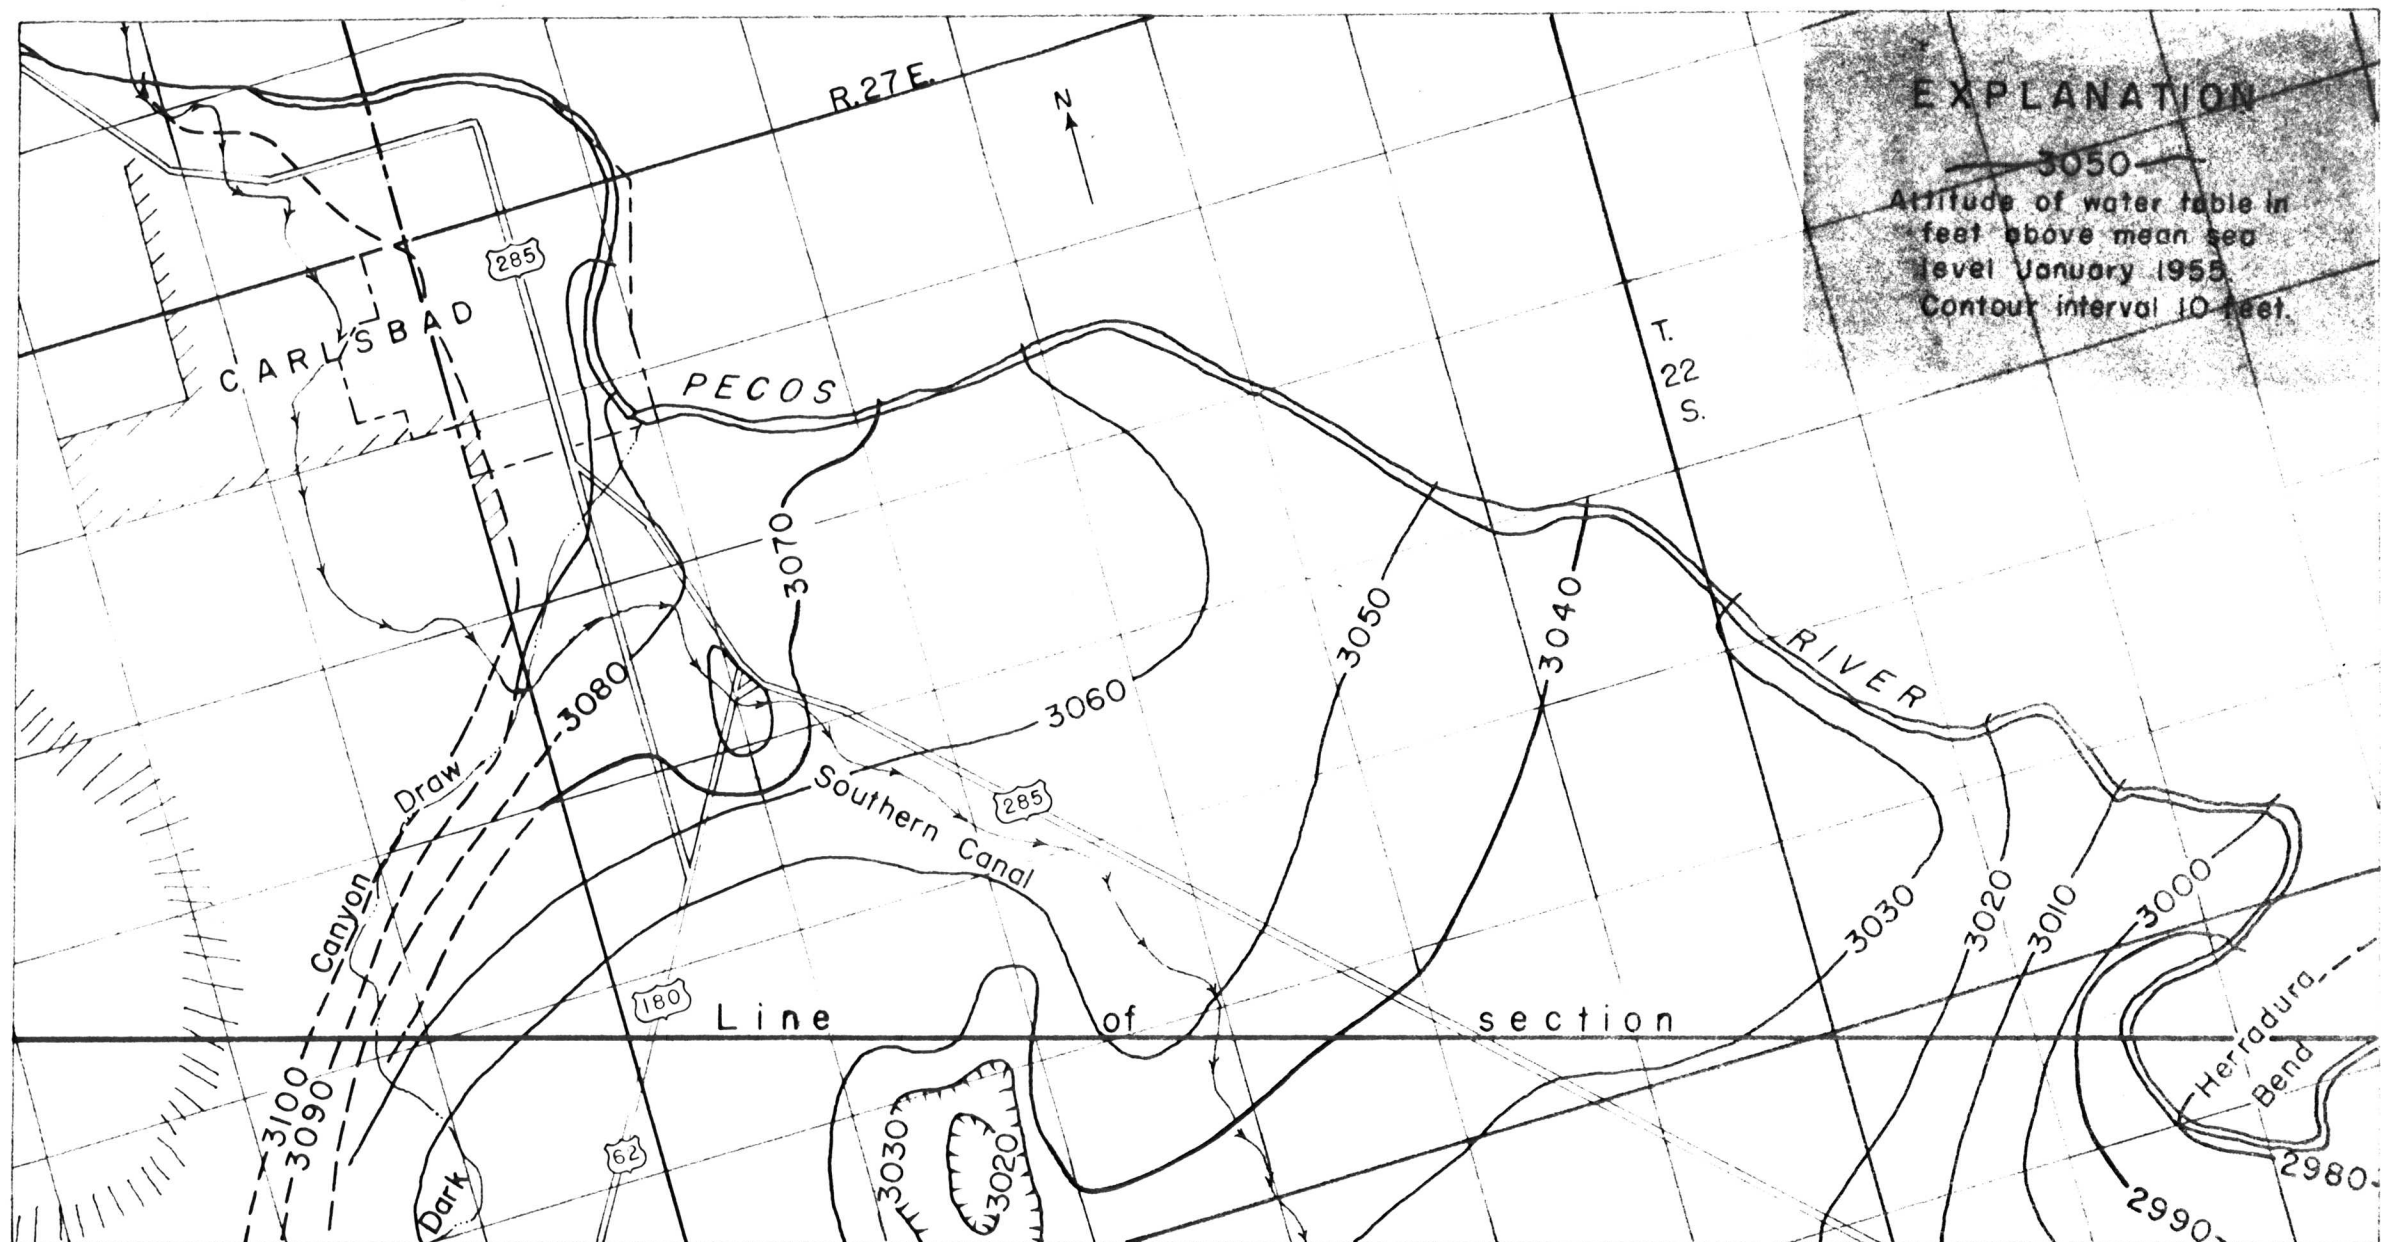 R. 27 E.
N
EXPLANATION
3050
Altitude of water table in
feet above mean sea
level January 1955.
Contour interval 10 feet.
285
CARLSBAD
PECOS
T.
22
S.
3070
3050
3040
RIVER
3080
3060
Draw
Southern Canal
285
Canyon
3030
3020
3010
3000
180
Line of section
Herradura
Bend
3100
3090
62
3030
3020
Dark
2980
2990